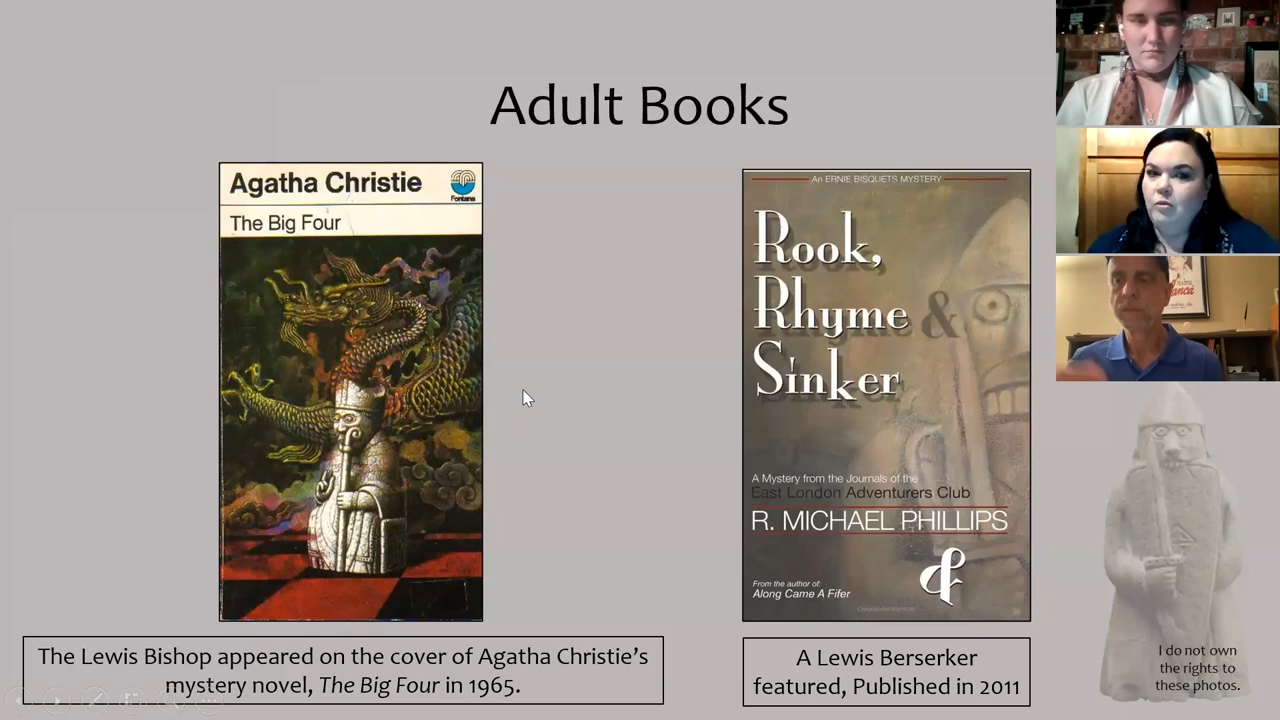 Adult Books
Agatha Christie
Fontana
The Big Four
An ERNIE BISQUETS MYSTERY
Rook,
Rhyme &
Sinker
A Mystery from the Journals of the
East London Adventurers Club
R. MICHAEL PHILLIPS
From the author of:
Along Came A Fifer
The Lewis Bishop appeared on the cover of Agatha Christie's
mystery novel, The Big Four in 1965.
A Lewis Berserker
featured, Published in 2011
I do not own
the rights to
these photos.